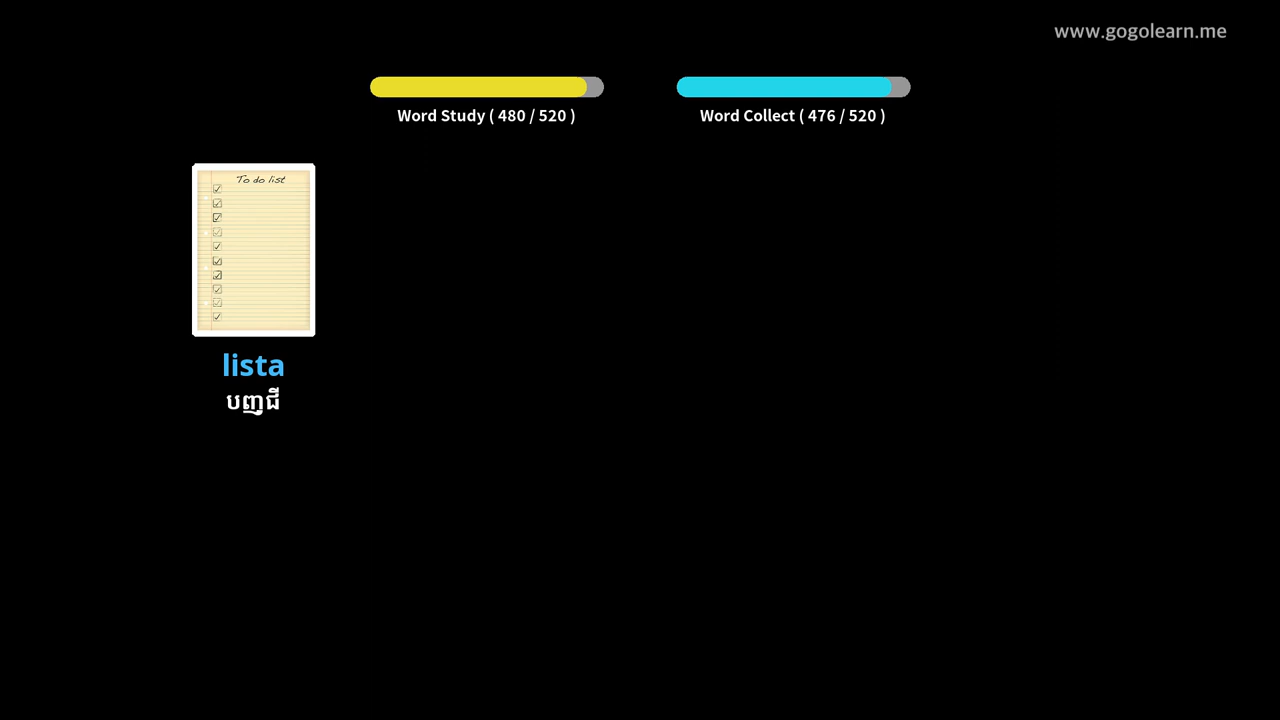 www.gogolearn.me
Word Study ( 480 / 520 )
Word Collect ( 476 / 520 )
To do list
lista
បញ្ជី